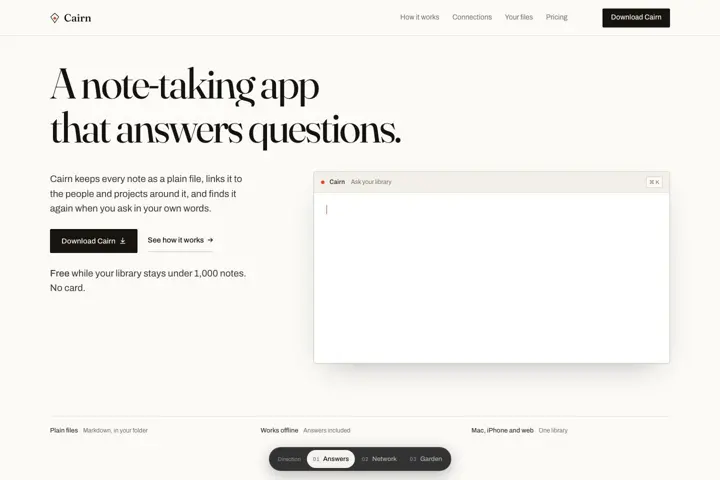 Cairn
How it works
Connections
Your files
Pricing
Download Cairn
A note-taking app
that answers questions.
Cairn keeps every note as a plain file, links it to
the people and projects around it, and finds it
again when you ask in your own words.
Download Cairn ↓
See how it works →
Free while your library stays under 1,000 notes.
No card.
Cairn Ask your library
⌘ K
Plain files Markdown, in your folder
Works offline Answers included
Mac, iPhone and web One library
Direction
01 Answers
02 Network
03 Garden